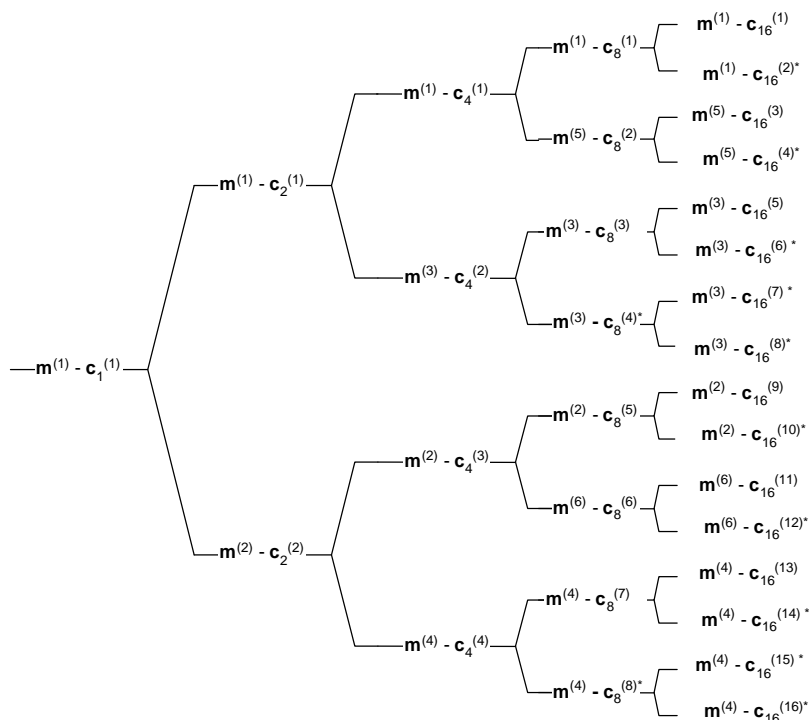 m(1) - c1(1)
m(1) - c2(1)
m(2) - c2(2)
m(1) - c4(1)
m(3) - c4(2)
m(2) - c4(3)
m(4) - c4(4)
m(1) - c8(1)
m(5) - c8(2)
m(3) - c8(3)
m(3) - c8(4)*
m(2) - c8(5)
m(6) - c8(6)
m(4) - c8(7)
m(4) - c8(8)*
m(1) - c16(1)
m(1) - c16(2)*
m(5) - c16(3)
m(5) - c16(4)*
m(3) - c16(5)
m(3) - c16(6) *
m(3) - c16(7) *
m(3) - c16(8)*
m(2) - c16(9)
m(2) - c16(10)*
m(6) - c16(11)
m(6) - c16(12)*
m(4) - c16(13)
m(4) - c16(14) *
m(4) - c16(15) *
m(4) - c16(16)*